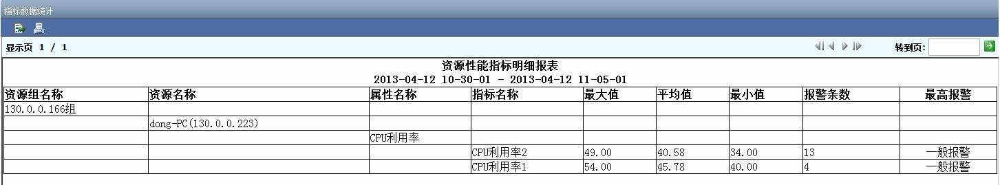 指标数据统计
显示页 1 / 1 转到页:
资源性能指标明细报表
2013-04-12 10-30-01 - 2013-04-12 11-05-01
资源组名称 资源名称 属性名称 指标名称 最大值 平均值 最小值 报警条数 最高报警
130.0.0.166组
dong-PC(130.0.0.223)
CPU利用率
CPU利用率2 49.00 40.58 34.00 13 一般报警
CPU利用率1 54.00 45.78 40.00 4 一般报警